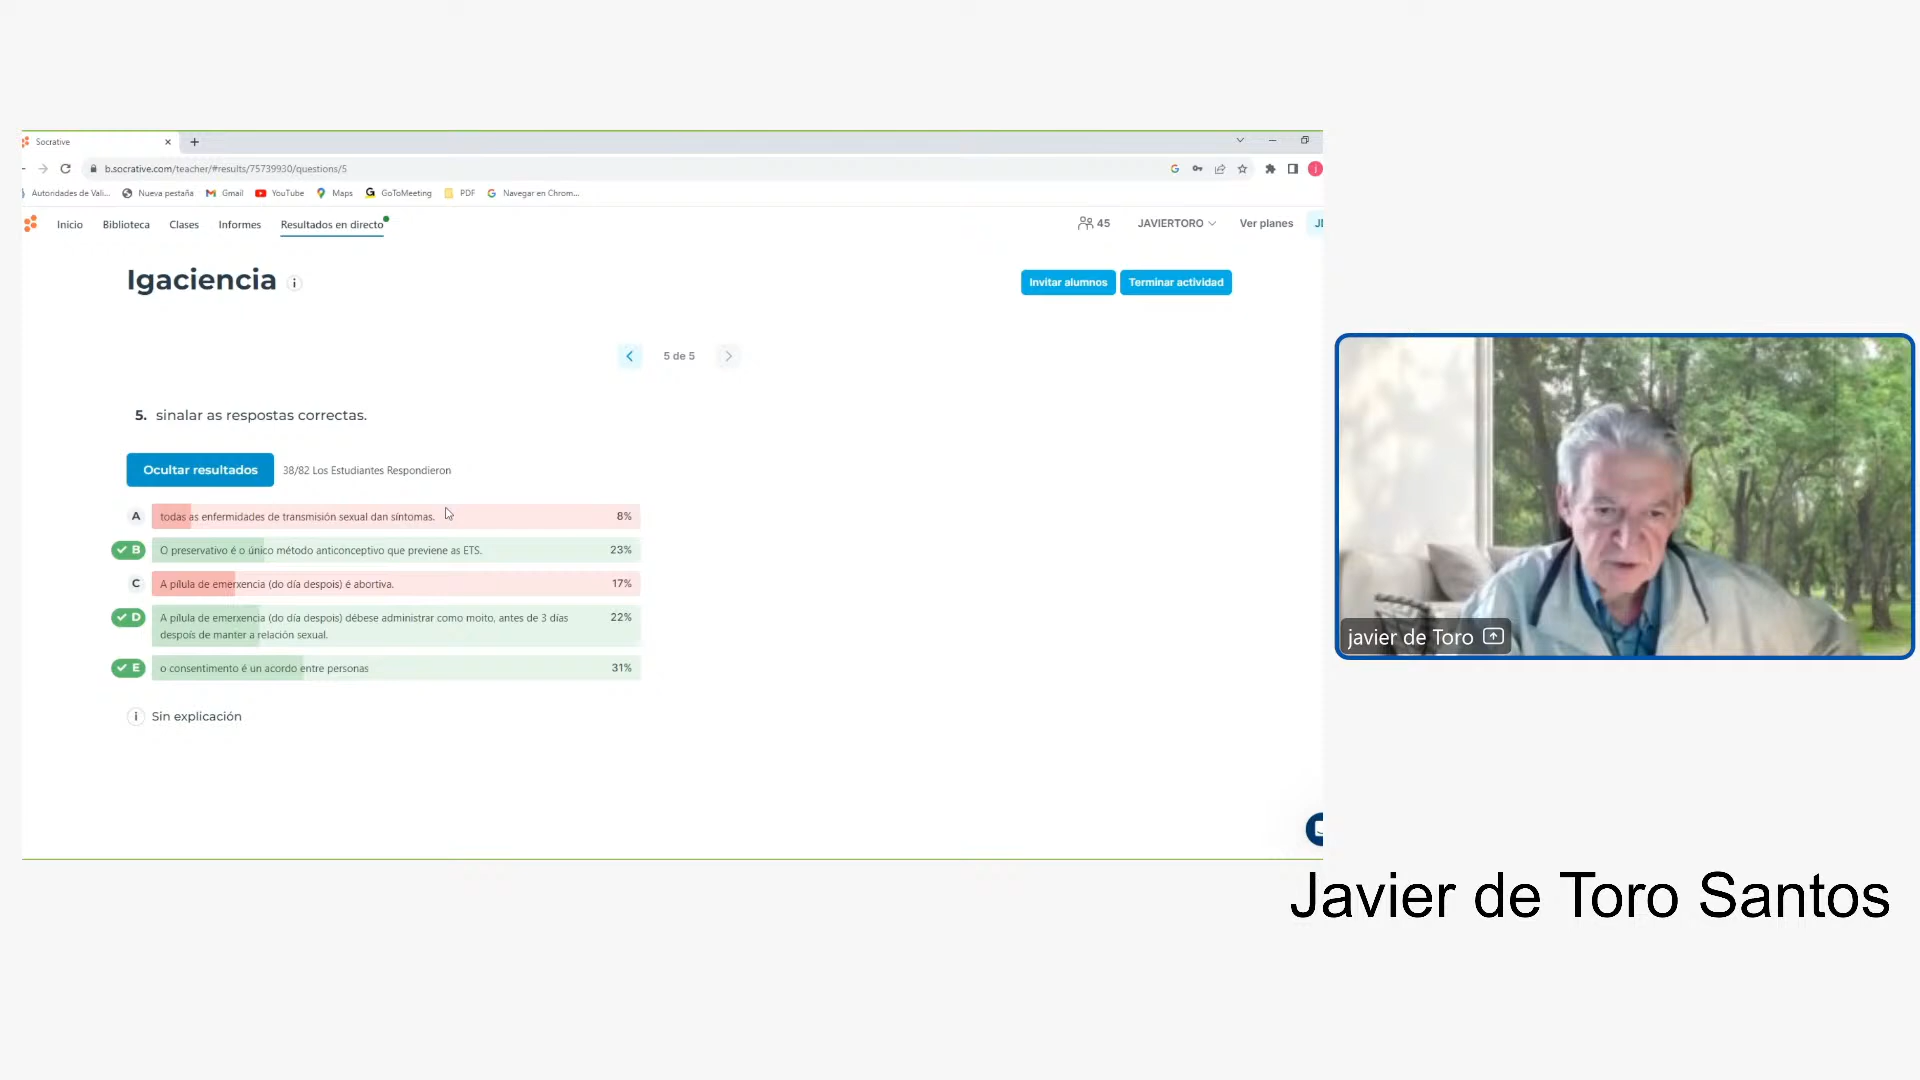 Socrative
b.socrative.com/teacher/#results/75739930/questions/5
Autoridades de Vali... Nueva pestaña Gmail YouTube Maps GoToMeeting PDF Navegar en Chrom...
Inicio Biblioteca Clases Informes Resultados en directo 45 JAVIERTORO Ver planes
Igaciencia
Invitar alumnos Terminar actividad
5 de 5
5. sinalar as respostas correctas.
Ocultar resultados 38/82 Los Estudiantes Respondieron
A todas as enfermidades de transmisión sexual dan síntomas. 8%
B O preservativo é o único método anticonceptivo que previene as ETS. 23%
C A pílula de emerxencia (do día despois) é abortiva. 17%
D A pílula de emerxencia (do día despois) débese administrar como moito, antes de 3 días 22%
despois de manter a relación sexual.
E o consentimento é un acordo entre personas 31%
Sin explicación
javier de Toro
Javier de Toro Santos